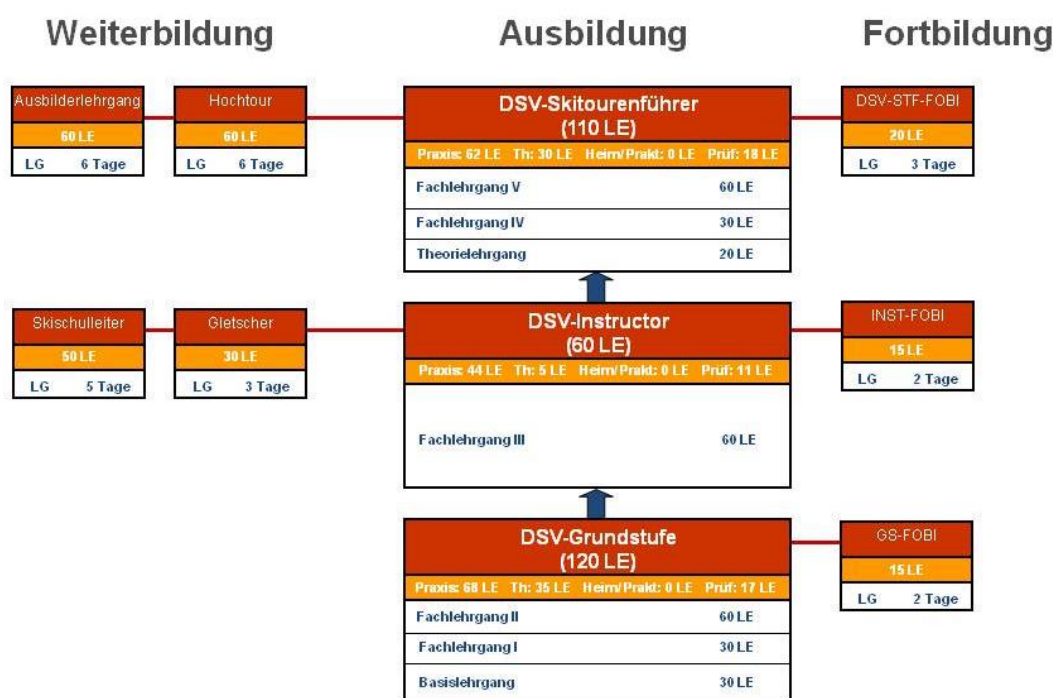 Weiterbildung
Ausbildung
Fortbildung
Ausbilderlehrgang
60 LE
LG 6 Tage
Hochtour
60 LE
LG 6 Tage
DSV-Skitourenführer
(110 LE)
Praxis: 62 LE Th: 30 LE Heim/Prakt: 0 LE Prüf: 18 LE
Fachlehrgang V 60 LE
Fachlehrgang IV 30 LE
Theorielehrgang 20 LE
DSV-STF-FOBI
20 LE
LG 3 Tage
Skischulleiter
50 LE
LG 5 Tage
Gletscher
30 LE
LG 3 Tage
DSV-Instructor
(60 LE)
Praxis: 44 LE Th: 5 LE Heim/Prakt: 0 LE Prüf: 11 LE
Fachlehrgang III 60 LE
INST-FOBI
15 LE
LG 2 Tage
DSV-Grundstufe
(120 LE)
Praxis: 68 LE Th: 35 LE Heim/Prakt: 0 LE Prüf: 17 LE
Fachlehrgang II 60 LE
Fachlehrgang I 30 LE
Basislehrgang 30 LE
GS-FOBI
15 LE
LG 2 Tage